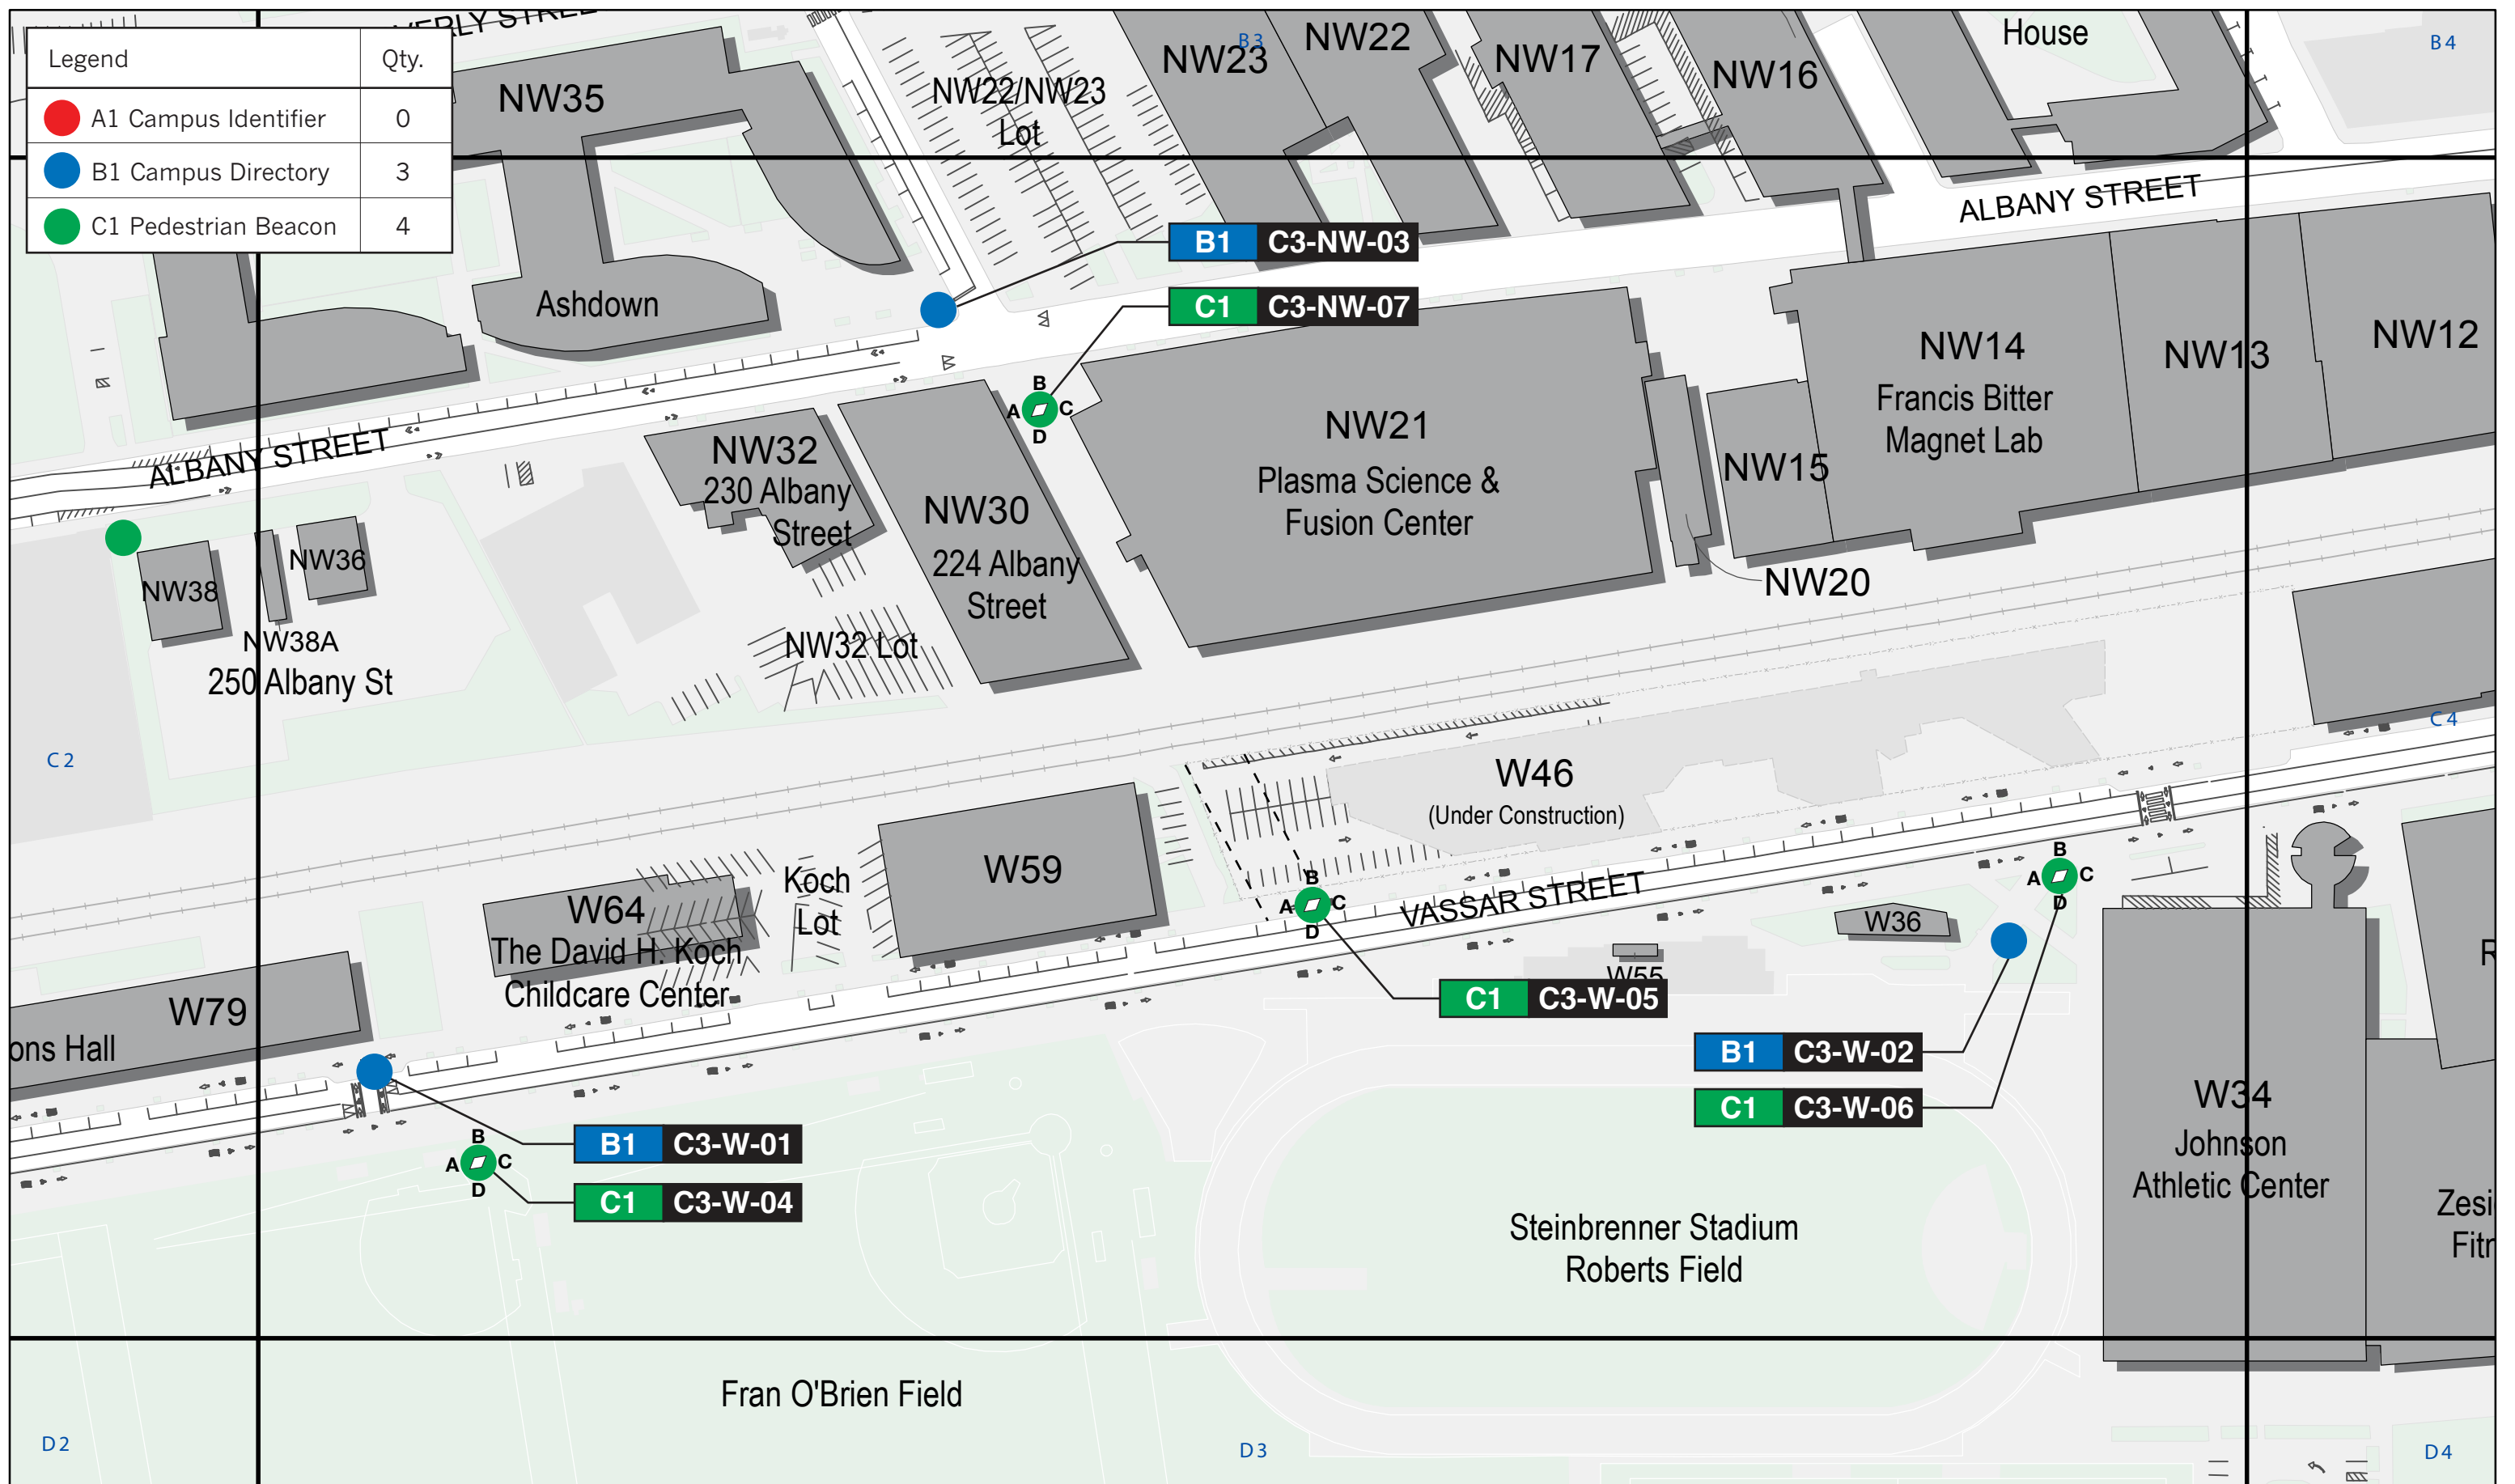 Legend Qty.
A1 Campus Identifier 0
B1 Campus Directory 3
C1 Pedestrian Beacon 4
NW35
NW22/NW23
Lot
NW23
B3
NW22
NW17
NW16
House
B4
ALBANY STREET
B1 C3-NW-03
C1 C3-NW-07
Ashdown
B
A C
D
ALBANY STREET
NW32
230 Albany
Street
NW30
224 Albany
Street
NW21
Plasma Science &
Fusion Center
NW15
NW14
Francis Bitter
Magnet Lab
NW13
NW12
NW20
NW38
NW36
NW38A
250 Albany St
NW32 Lot
C2
C4
W46
(Under Construction)
W59
Koch
Lot
W64
The David H. Koch
Childcare Center
VASSAR STREET
B
A C
D
W36
B
A C
D
W55
C1 C3-W-05
W79
ons Hall
B1 C3-W-02
C1 C3-W-06
W34
Johnson
Athletic Center
B
A C
D
B1 C3-W-01
C1 C3-W-04
Steinbrenner Stadium
Roberts Field
Zesi
Fitr
Fran O'Brien Field
D2
D3
D4